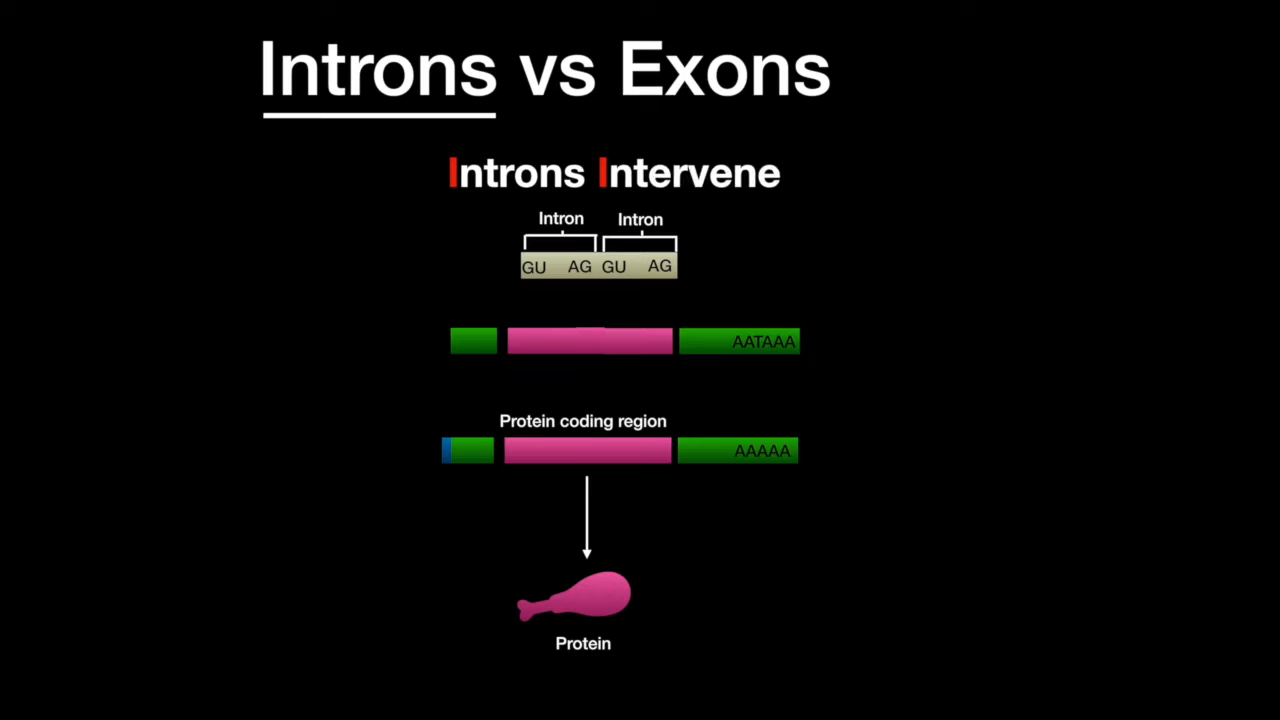 Introns vs Exons
Introns Intervene
Intron Intron
GU AG GU AG
AATAAA
Protein coding region
AAAAA
Protein